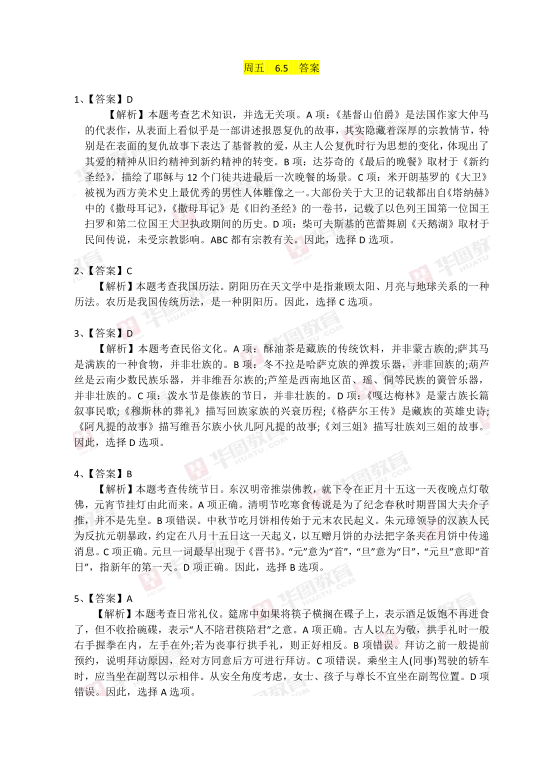 周五 6.5 答案
1、【答案】D
【解析】本题考查艺术知识，并选无关项。A 项：《基督山伯爵》是法国作家大仲马
的代表作，从表面上看似乎是一部讲述报恩复仇的故事，其实隐藏着深厚的宗教情节，特
别是在表面的复仇故事下表达了基督教的爱，从主人公复仇时行为思想的变化，体现出了
其爱的精神从旧约精神到新约精神的转变。B 项：达芬奇的《最后的晚餐》取材于《新约
圣经》，描绘了耶稣与 12 个门徒共进最后一次晚餐的场景。C 项：米开朗基罗的《大卫》
被视为西方美术史上最优秀的男性人体雕像之一。大部份关于大卫的记载都出自《塔纳赫》
中的《撒母耳记》，《撒母耳记》是《旧约圣经》的一卷书，记载了以色列王国第一位国王
扫罗和第二位国王大卫执政期间的历史。D 项：柴可夫斯基的芭蕾舞剧《天鹅湖》取材于
民间传说，未受宗教影响。ABC 都有宗教有关。因此，选择 D 选项。
2、【答案】C
【解析】本题考查我国历法。阴阳历在天文学中是指兼顾太阳、月亮与地球关系的一种
历法。农历是我国传统历法，是一种阴阳历。因此，选择 C 选项。
3、【答案】D
【解析】本题考查民俗文化。A 项：酥油茶是藏族的传统饮料，并非蒙古族的;萨其马
是满族的一种食物，并非壮族的。B 项：冬不拉是哈萨克族的弹拨乐器，并非回族的;葫芦
丝是云南少数民族乐器，并非维吾尔族的;芦笙是西南地区苗、瑶、侗等民族的簧管乐器，
并非壮族的。C 项：泼水节是傣族的节日，并非壮族的。D 项：《嘎达梅林》是蒙古族长篇
叙事民歌;《穆斯林的葬礼》描写回族家族的兴衰历程;《格萨尔王传》是藏族的英雄史诗;
《阿凡提的故事》描写维吾尔族小伙儿阿凡提的故事;《刘三姐》描写壮族刘三姐的故事。
因此，选择 D 选项。
4、【答案】B
【解析】本题考查传统节日。东汉明帝推崇佛教，就下令在正月十五这一天夜晚点灯敬
佛，元宵节挂灯由此而来。A 项正确。清明节吃寒食传说是为了纪念春秋时期晋国大夫介子
推，并不是先皇。B 项错误。中秋节吃月饼相传始于元末农民起义。朱元璋领导的汉族人民
为反抗元朝暴政，约定在八月十五日这一天起义，以互赠月饼的办法把字条夹在月饼中传递
消息。C 项正确。元旦一词最早出现于《晋书》。“元”意为“首”，“旦”意为“日”，“元旦”意即“首
日”，指新年的第一天。D 项正确。因此，选择 B 选项。
5、【答案】A
【解析】本题考查日常礼仪。筵席中如果将筷子横搁在碟子上，表示酒足饭饱不再进食
了，但不收拾碗碟，表示“人不陪君筷陪君”之意。A 项正确。古人以左为敬，拱手礼时一般
右手握拳在内，左手在外;若为丧事行拱手礼，则正好相反。B 项错误。拜访之前一般提前
预约，说明拜访原因，经对方同意后方可进行拜访。C 项错误。乘坐主人(同事)驾驶的轿车
时，应当坐在副驾以示相伴。从安全角度考虑，女士、孩子与尊长不宜坐在副驾位置。D 项
错误。因此，选择 A 选项。
华图教育
HUATU.COM